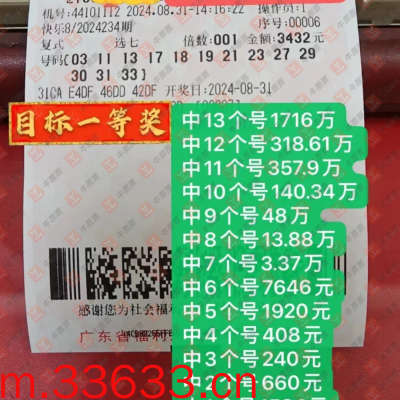 机号:44101112 2024.08.31-14:16:22 操作员:1
快乐8/2024234期 序号:00006
复式 选七 倍数:001 金额:3432元
号码(03 11 13 17 18 19 21 23 27 29
30 31 33)
31CA E4DF 46DD 42DF 开奖日:2024-08-31
目标一等奖
中13个号1716万
中12个号318.61万
中11个号357.9万
中10个号140.34万
中9个号48万
中8个号13.88万
中7个号3.37万
中6个号7646元
中5个号1920元
中4个号408元
中3个号240元
中2个号660元
感谢您为社会福利
广东省福利
m.33633.cn